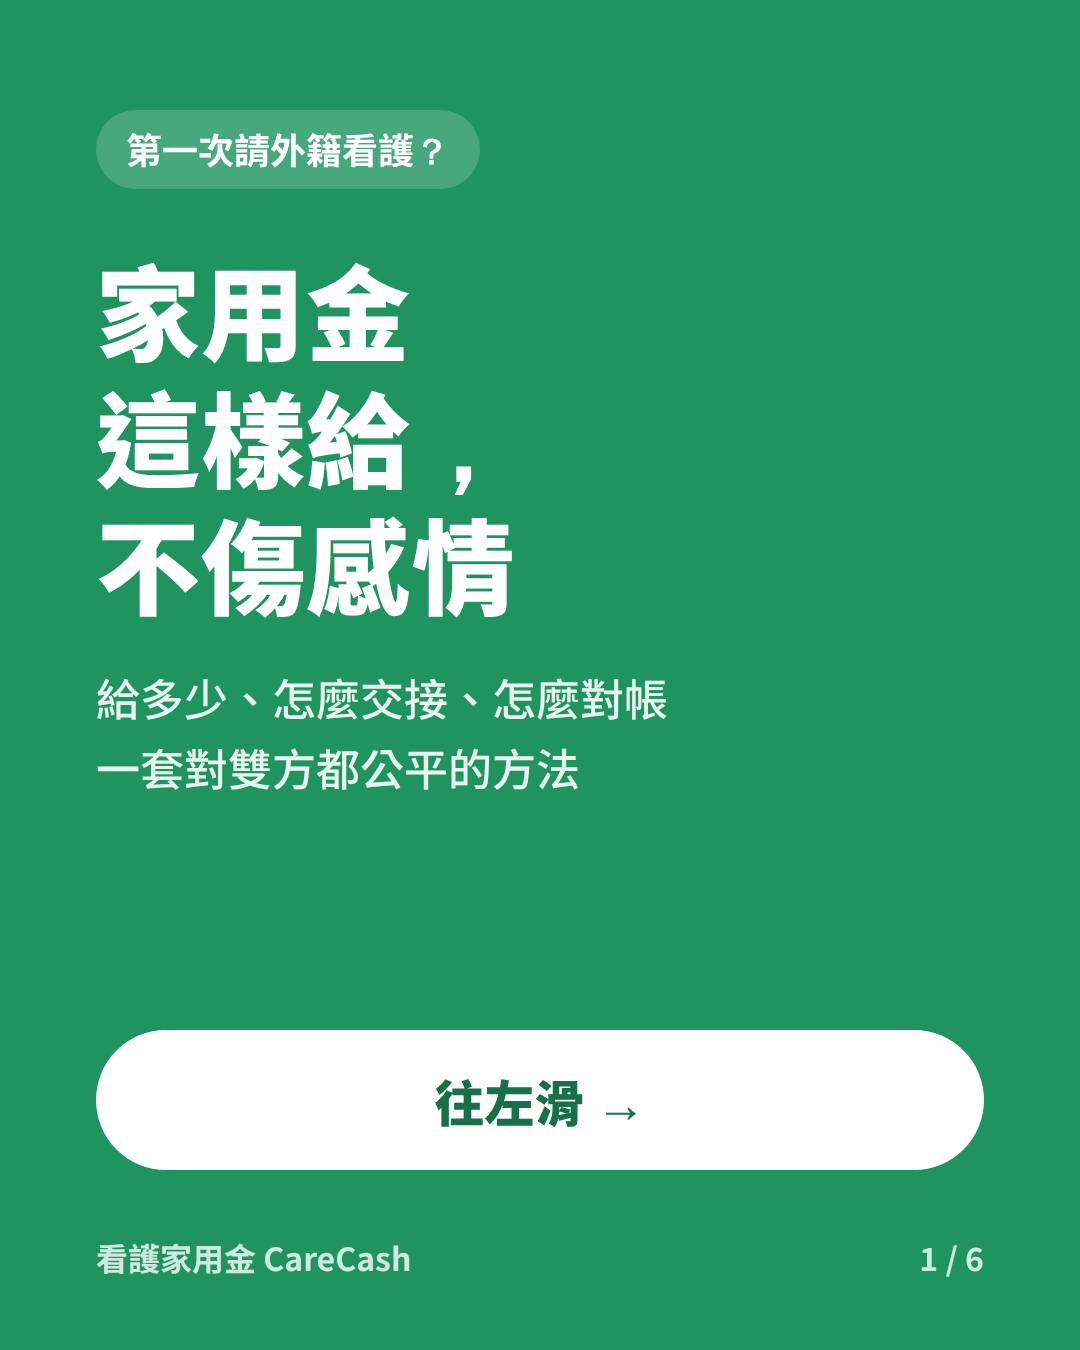 第一次請外籍看護？
家用金
這樣給，
不傷感情
給多少、怎麼交接、怎麼對帳
一套對雙方都公平的方法
往左滑 →
看護家用金 CareCash
1 / 6